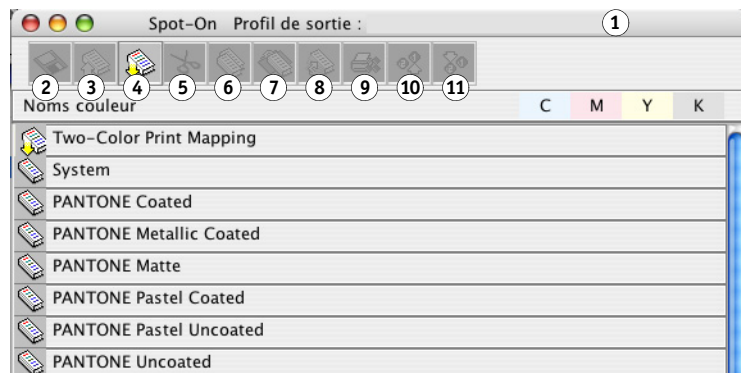 Spot-On Profil de sortie : 1
2 3 4 5 6 7 8 9 10 11
Noms couleur C M Y K
Two-Color Print Mapping
System
PANTONE Coated
PANTONE Metallic Coated
PANTONE Matte
PANTONE Pastel Coated
PANTONE Pastel Uncoated
PANTONE Uncoated